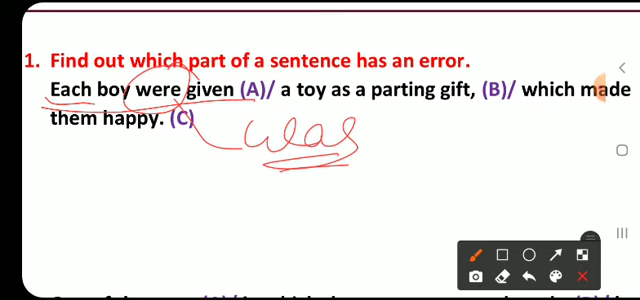 1. Find out which part of a sentence has an error.
Each boy were given (A)/ a toy as a parting gift, (B)/ which made
them happy. (C)
was